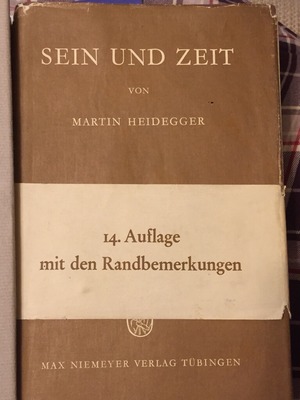 SEIN UND ZEIT
VON
MARTIN HEIDEGGER
14. Auflage
mit den Randbemerkungen
MAX NIEMEYER VERLAG TÜBINGEN